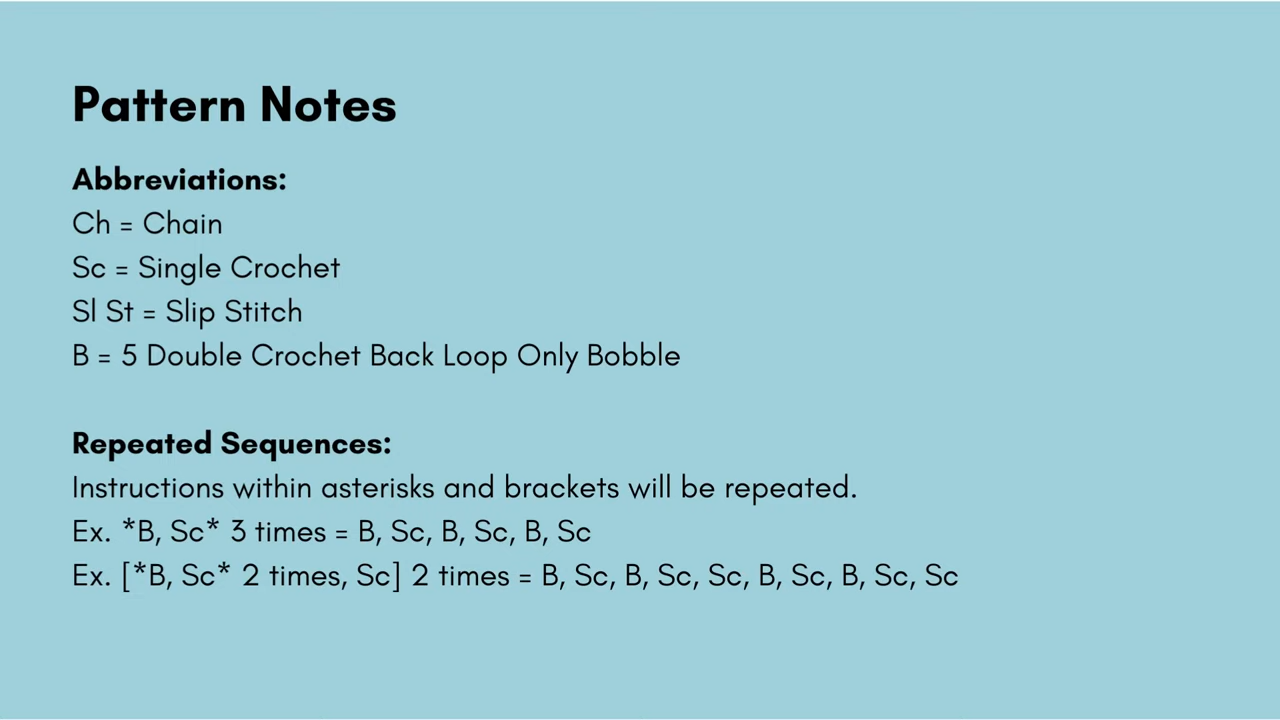 Pattern Notes
Abbreviations:
Ch = Chain
Sc = Single Crochet
Sl St = Slip Stitch
B = 5 Double Crochet Back Loop Only Bobble
Repeated Sequences:
Instructions within asterisks and brackets will be repeated.
Ex. *B, Sc* 3 times = B, Sc, B, Sc, B, Sc
Ex. [*B, Sc* 2 times, Sc] 2 times = B, Sc, B, Sc, Sc, B, Sc, B, Sc, Sc